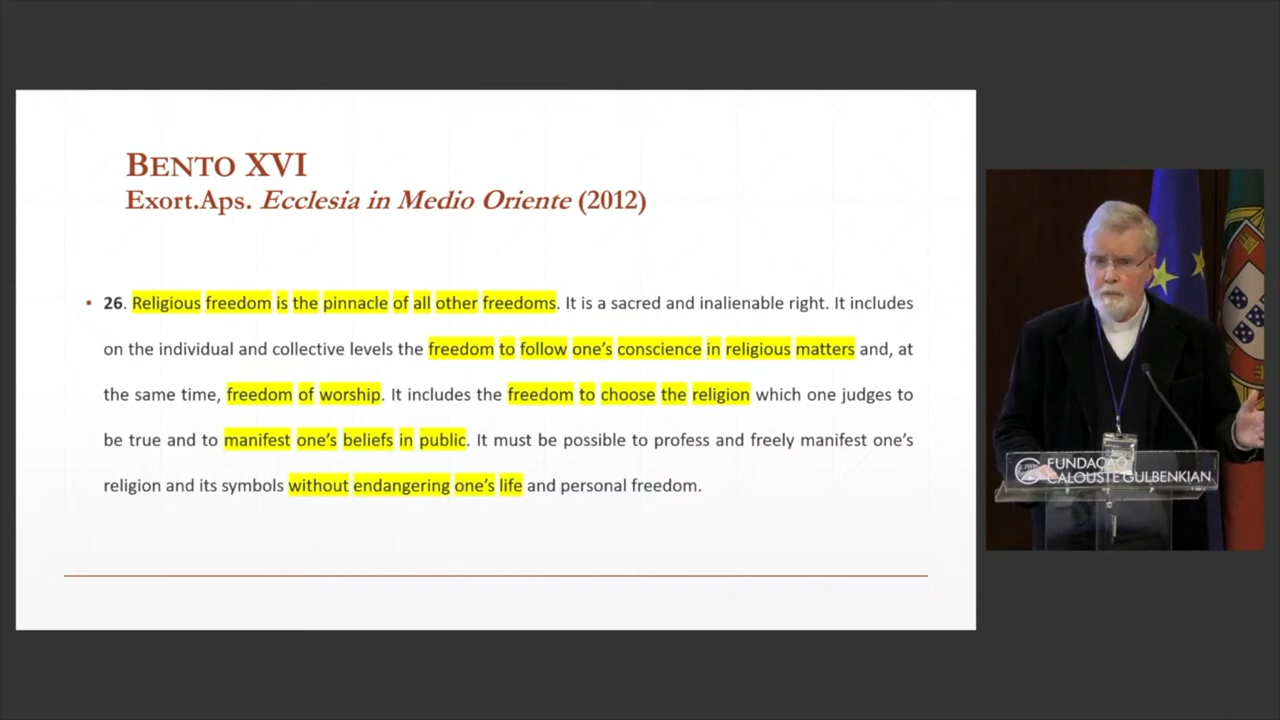 BENTO XVI
Exort.Aps. Ecclesia in Medio Oriente (2012)
▪ 26. Religious freedom is the pinnacle of all other freedoms. It is a sacred and inalienable right. It includes
on the individual and collective levels the freedom to follow one’s conscience in religious matters and, at
the same time, freedom of worship. It includes the freedom to choose the religion which one judges to
be true and to manifest one’s beliefs in public. It must be possible to profess and freely manifest one’s
religion and its symbols without endangering one’s life and personal freedom.
FUNDAÇÃO
CALOUSTE GULBENKIAN